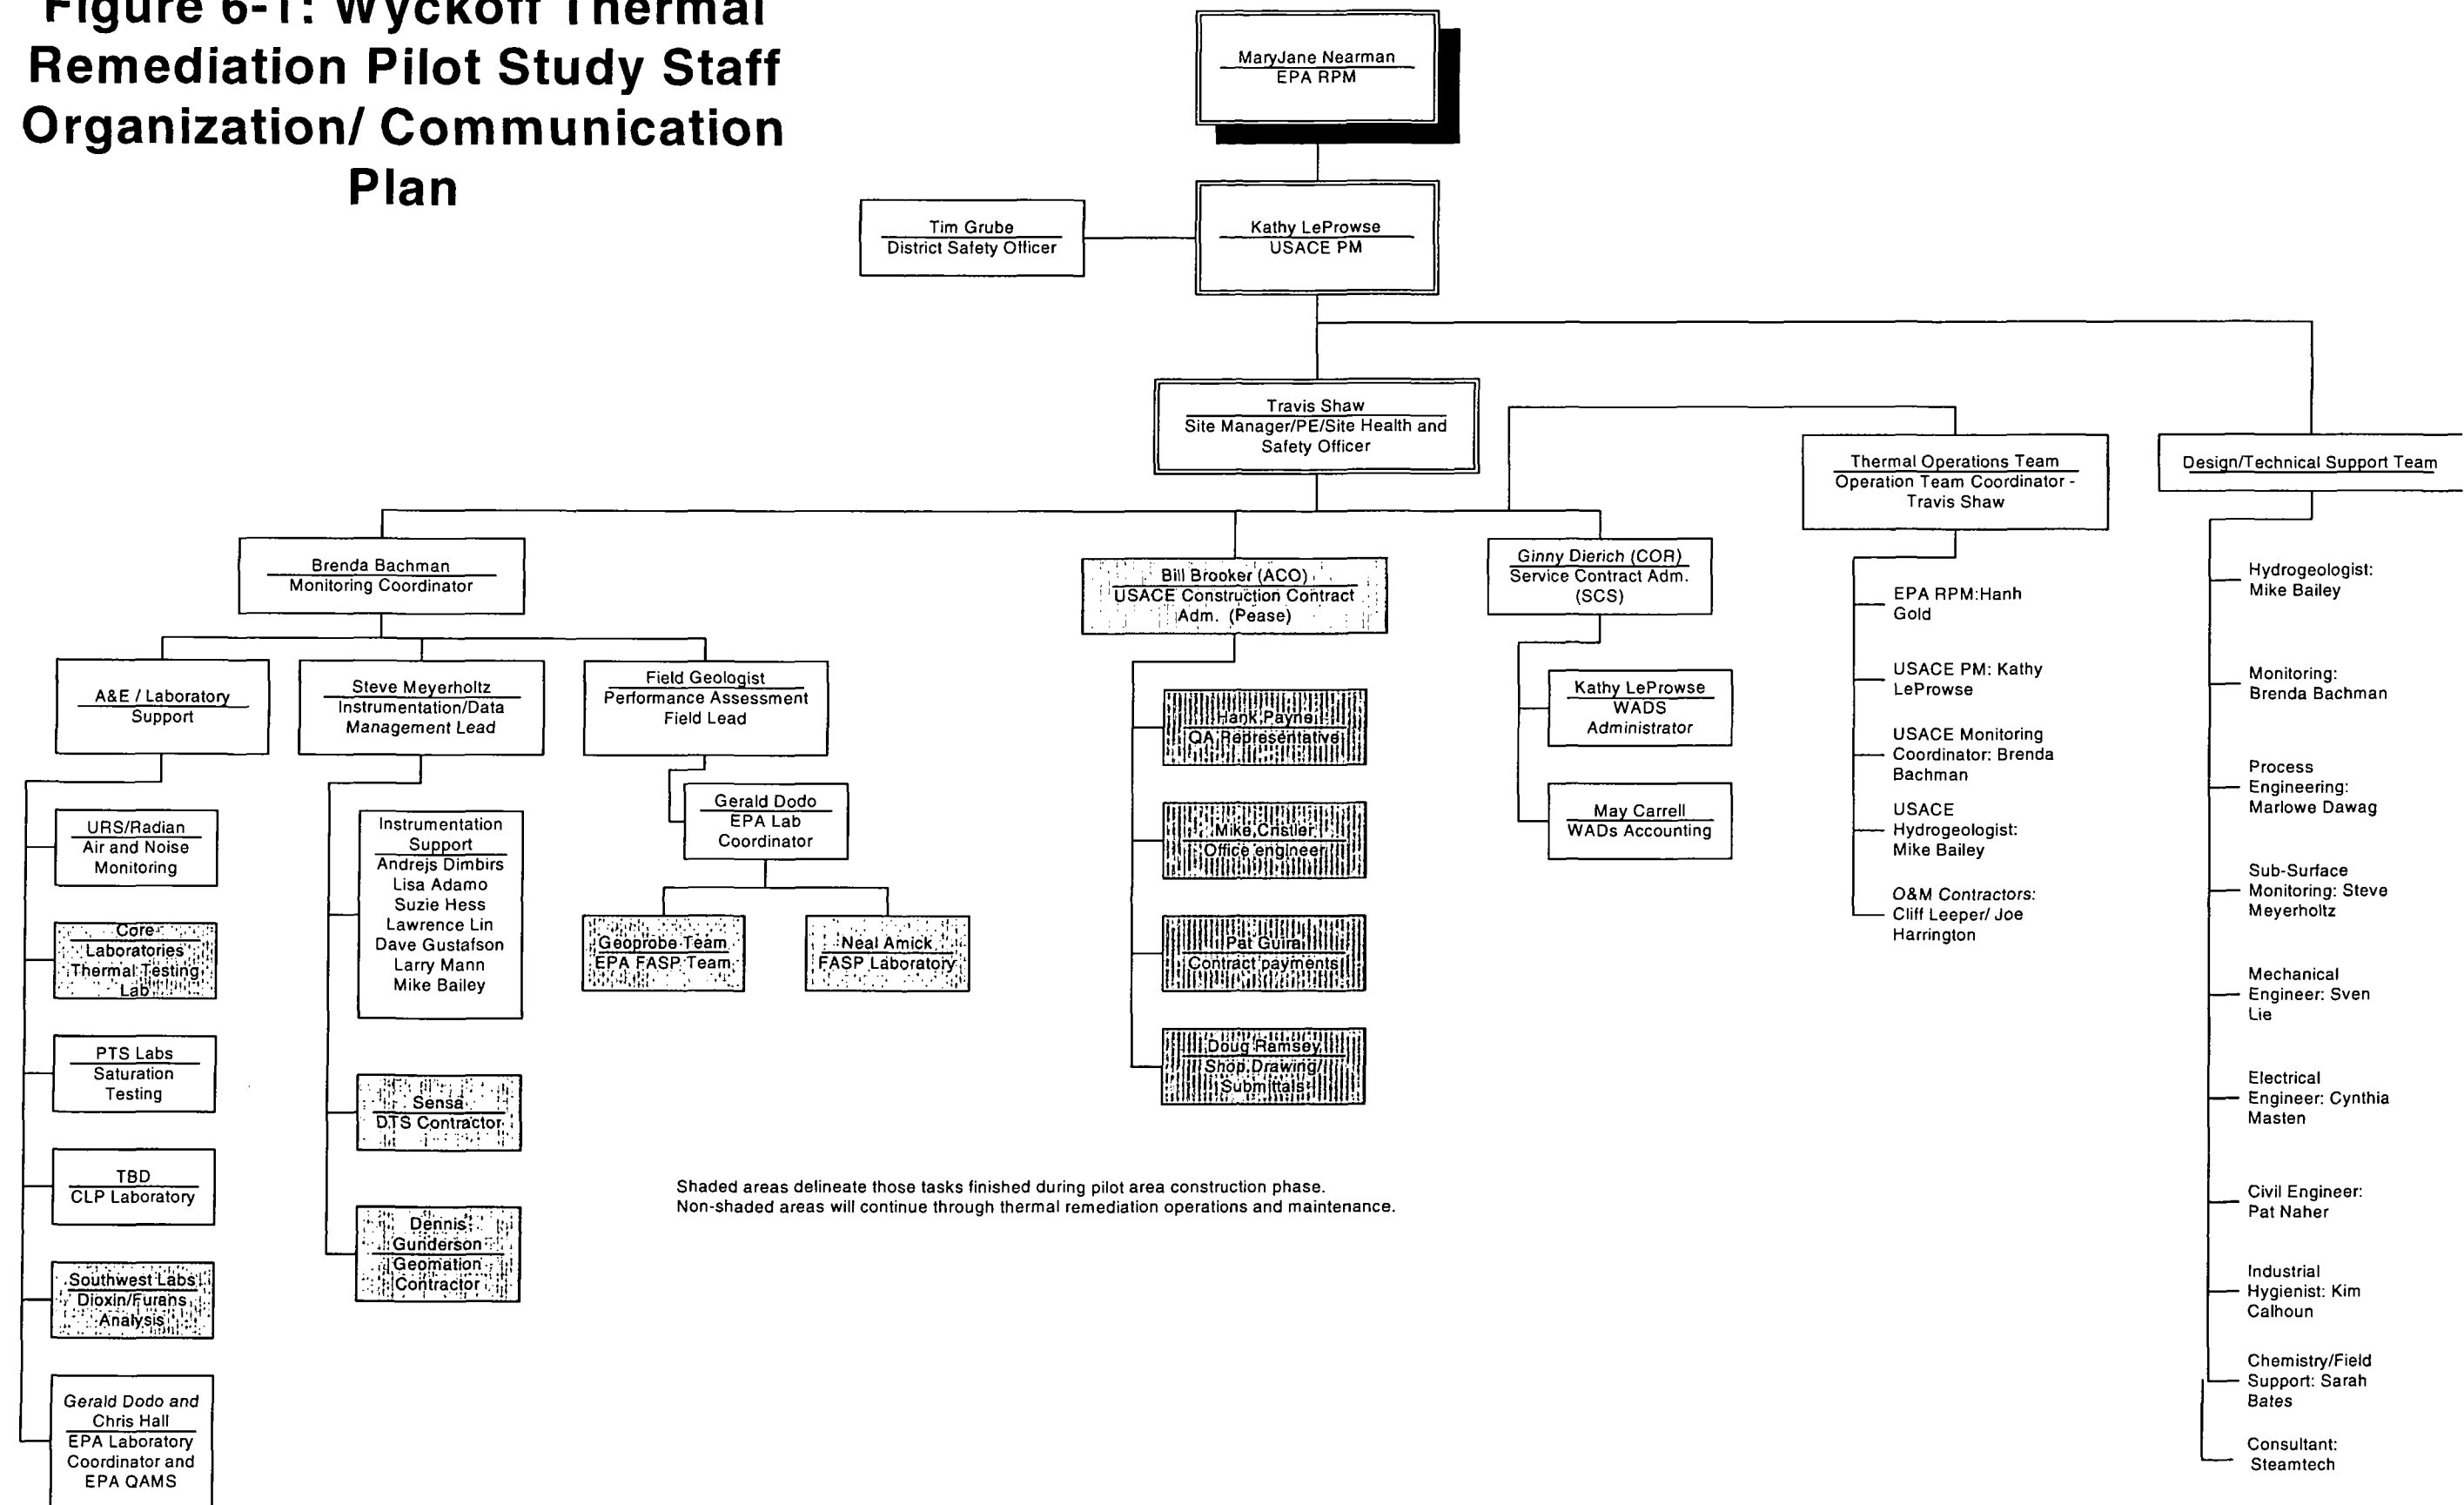 Figure 6-1: Wyckoff Thermal
Remediation Pilot Study Staff
Organization/ Communication
Plan
MaryJane Nearman
EPA RPM
Tim Grube
District Safety Officer
Kathy LeProwse
USACE PM
Travis Shaw
Site Manager/PE/Site Health and
Safety Officer
Thermal Operations Team
Operation Team Coordinator -
Travis Shaw
Design/Technical Support Team
Brenda Bachman
Monitoring Coordinator
Bill Brooker (ACO)
USACE Construction Contract
Adm. (Pease)
Ginny Dierich (COR)
Service Contract Adm.
(SCS)
A&E / Laboratory
Support
Steve Meyerholtz
Instrumentation/Data
Management Lead
Field Geologist
Performance Assessment
Field Lead
URS/Radian
Air and Noise
Monitoring
Core
Laboratories
Thermal Testing
Lab
PTS Labs
Saturation
Testing
TBD
CLP Laboratory
Southwest Labs
Dioxin/Furans
Analysis
Gerald Dodo and
Chris Hall
EPA Laboratory
Coordinator and
EPA QAMS
Instrumentation
Support
Andrejs Dimbirs
Lisa Adamo
Suzie Hess
Lawrence Lin
Dave Gustafson
Larry Mann
Mike Bailey
Sensa
DTS Contractor
Dennis
Gunderson
Geomation
Contractor
Gerald Dodo
EPA Lab
Coordinator
Geoprobe Team
EPA FASP Team
Neal Amick
FASP Laboratory
Hank Payne
QA Representative
Mike Cristler
Office engineer
Pat Guira
Contract payments
Doug Ramsey
Shop Drawing/
Submittals
Kathy LeProwse
WADS
Administrator
May Carrell
WADs Accounting
EPA RPM:Hanh
Gold
USACE PM: Kathy
LeProwse
USACE Monitoring
Coordinator: Brenda
Bachman
USACE
Hydrogeologist:
Mike Bailey
O&M Contractors:
Cliff Leeper/ Joe
Harrington
Hydrogeologist:
Mike Bailey
Monitoring:
Brenda Bachman
Process
Engineering:
Marlowe Dawag
Sub-Surface
Monitoring: Steve
Meyerholtz
Mechanical
Engineer: Sven
Lie
Electrical
Engineer: Cynthia
Masten
Civil Engineer:
Pat Naher
Industrial
Hygienist: Kim
Calhoun
Chemistry/Field
Support: Sarah
Bates
Consultant:
Steamtech
Shaded areas delineate those tasks finished during pilot area construction phase.
Non-shaded areas will continue through thermal remediation operations and maintenance.